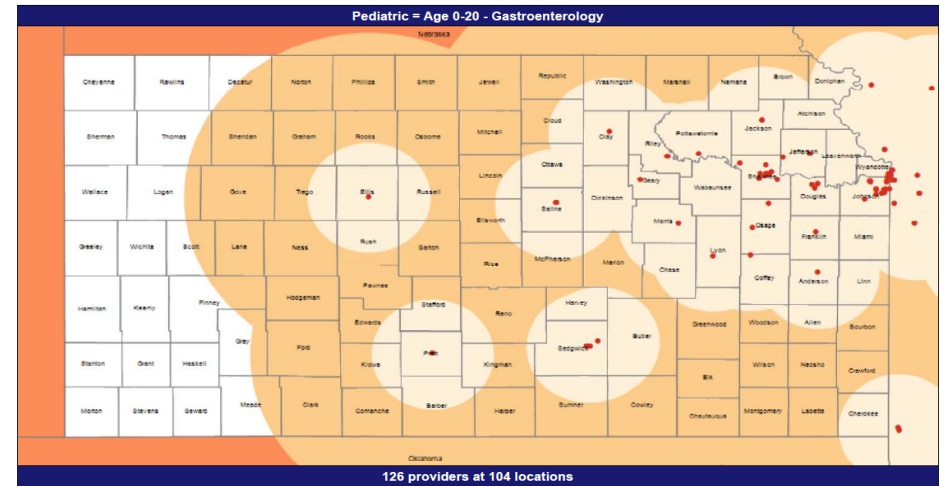 Pediatric = Age 0-20 - Gastroenterology
Nebraska
Cheyenne Rawlins Decatur Norton Phillips Smith Jewell Republic Washington Marshall Nemaha Brown Doniphan
Sherman Thomas Sheridan Graham Rooks Osborne Mitchell Cloud Clay Riley Pottawatomie Jackson Atchison
Jefferson Leavenworth
Wyandotte
Wallace Logan Gove Trego Ellis Russell Lincoln Ottawa Geary Wabaunsee
Saline Dickinson Douglas Johnson
Greeley Wichita Scott Lane Ness Rush Barton Ellsworth Morris Lyon Osage Franklin Miami
Rice McPherson Marion Chase
Hamilton Kearny Finney Hodgeman Pawnee Stafford Reno Harvey Coffey Anderson Linn
Gray Edwards Sedgwick Butler Greenwood Woodson Allen Bourbon
Stanton Grant Haskell Ford Kiowa Kingman Elk Wilson Neosho Crawford
Morton Stevens Seward Meade Clark Comanche Barber Harper Sumner Cowley Chautauqua Montgomery Labette Cherokee
Oklahoma
126 providers at 104 locations